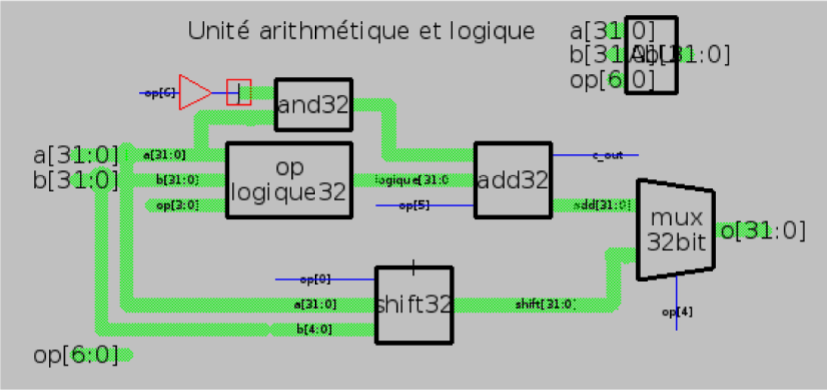 Unité arithmétique et logique
a[31:0]
b[31:0]
op[6:0]
op[6]
and32
a[31:0]
a[31:0]
b[31:0]
b[31:0]
op[3:0]
op
logique32
logique[31:0
op[5]
add32
c_out
add[31:0]
mux
32bit
o[31:0]
op[4]
op[0]
a[31:0]
b[4:0]
shift32
shift[31:0]
op[6:0]